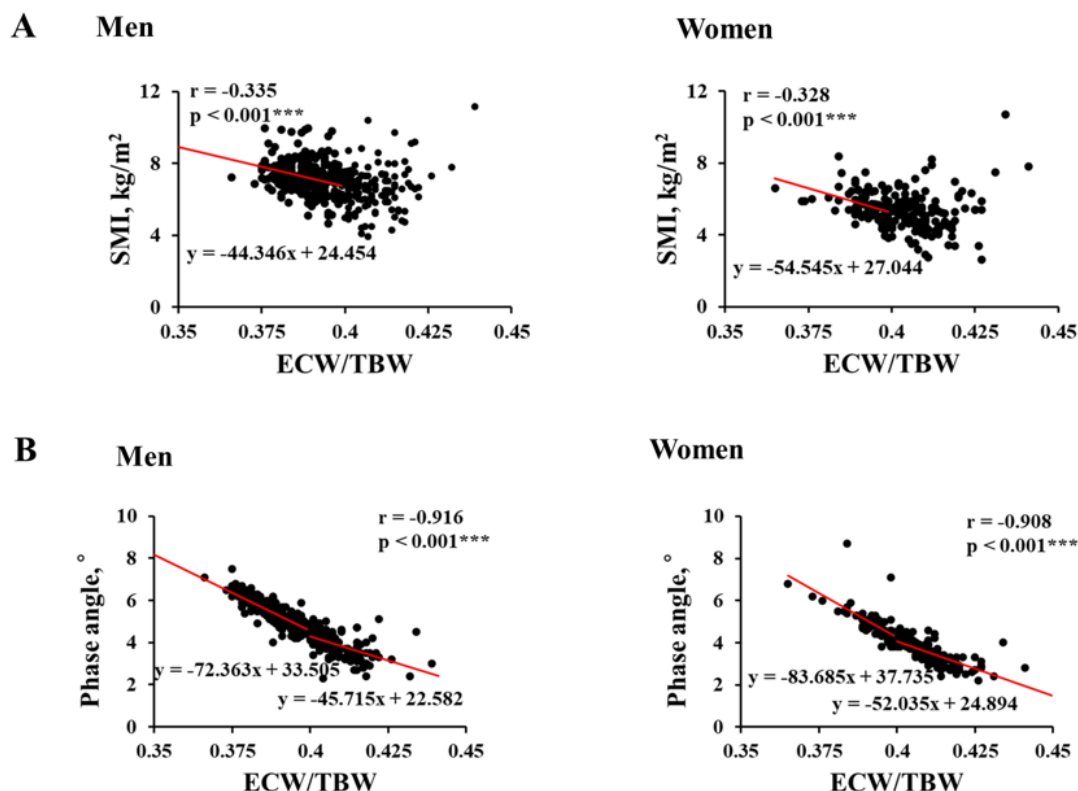 A
Men
r = -0.335
p < 0.001***
12
8
4
0
SMI, kg/m²
y = -44.346x + 24.454
0.35 0.375 0.4 0.425 0.45
ECW/TBW
Women
r = -0.328
p < 0.001***
12
8
4
0
SMI, kg/m²
y = -54.545x + 27.044
0.35 0.375 0.4 0.425 0.45
ECW/TBW
B
Men
r = -0.916
p < 0.001***
10
8
6
4
2
0
Phase angle, °
y = -72.363x + 33.505
y = -45.715x + 22.582
0.35 0.375 0.4 0.425 0.45
ECW/TBW
Women
r = -0.908
p < 0.001***
10
8
6
4
2
0
Phase angle, °
y = -83.685x + 37.735
y = -52.035x + 24.894
0.35 0.375 0.4 0.425 0.45
ECW/TBW